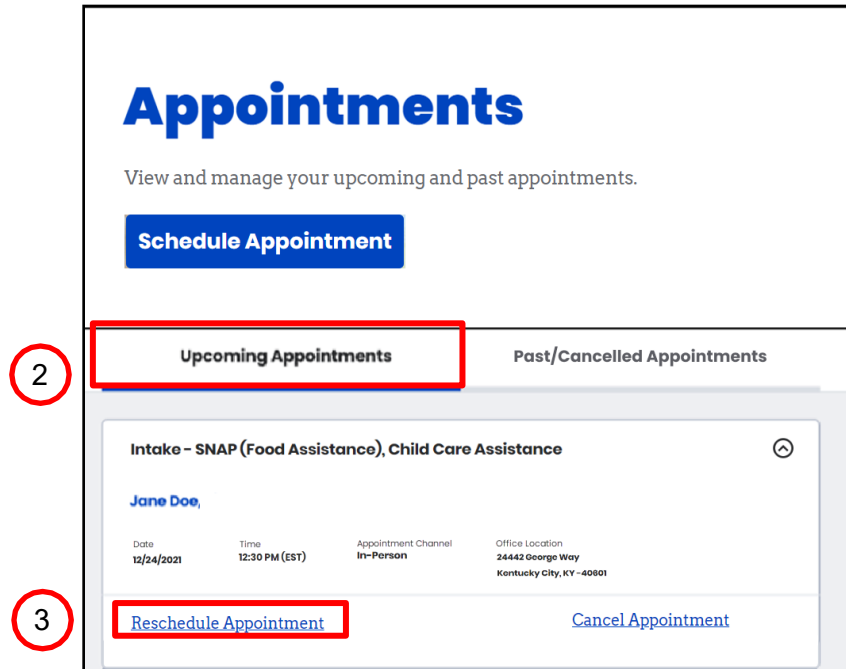 Appointments
View and manage your upcoming and past appointments.
Schedule Appointment
2
Upcoming Appointments
Past/Cancelled Appointments
Intake - SNAP (Food Assistance), Child Care Assistance
Jane Doe,
Date
Time
Appointment Channel
Office Location
12/24/2021
12:30 PM (EST)
In-Person
24442 George Way
Kentucky City, KY -40601
3
Reschedule Appointment
Cancel Appointment